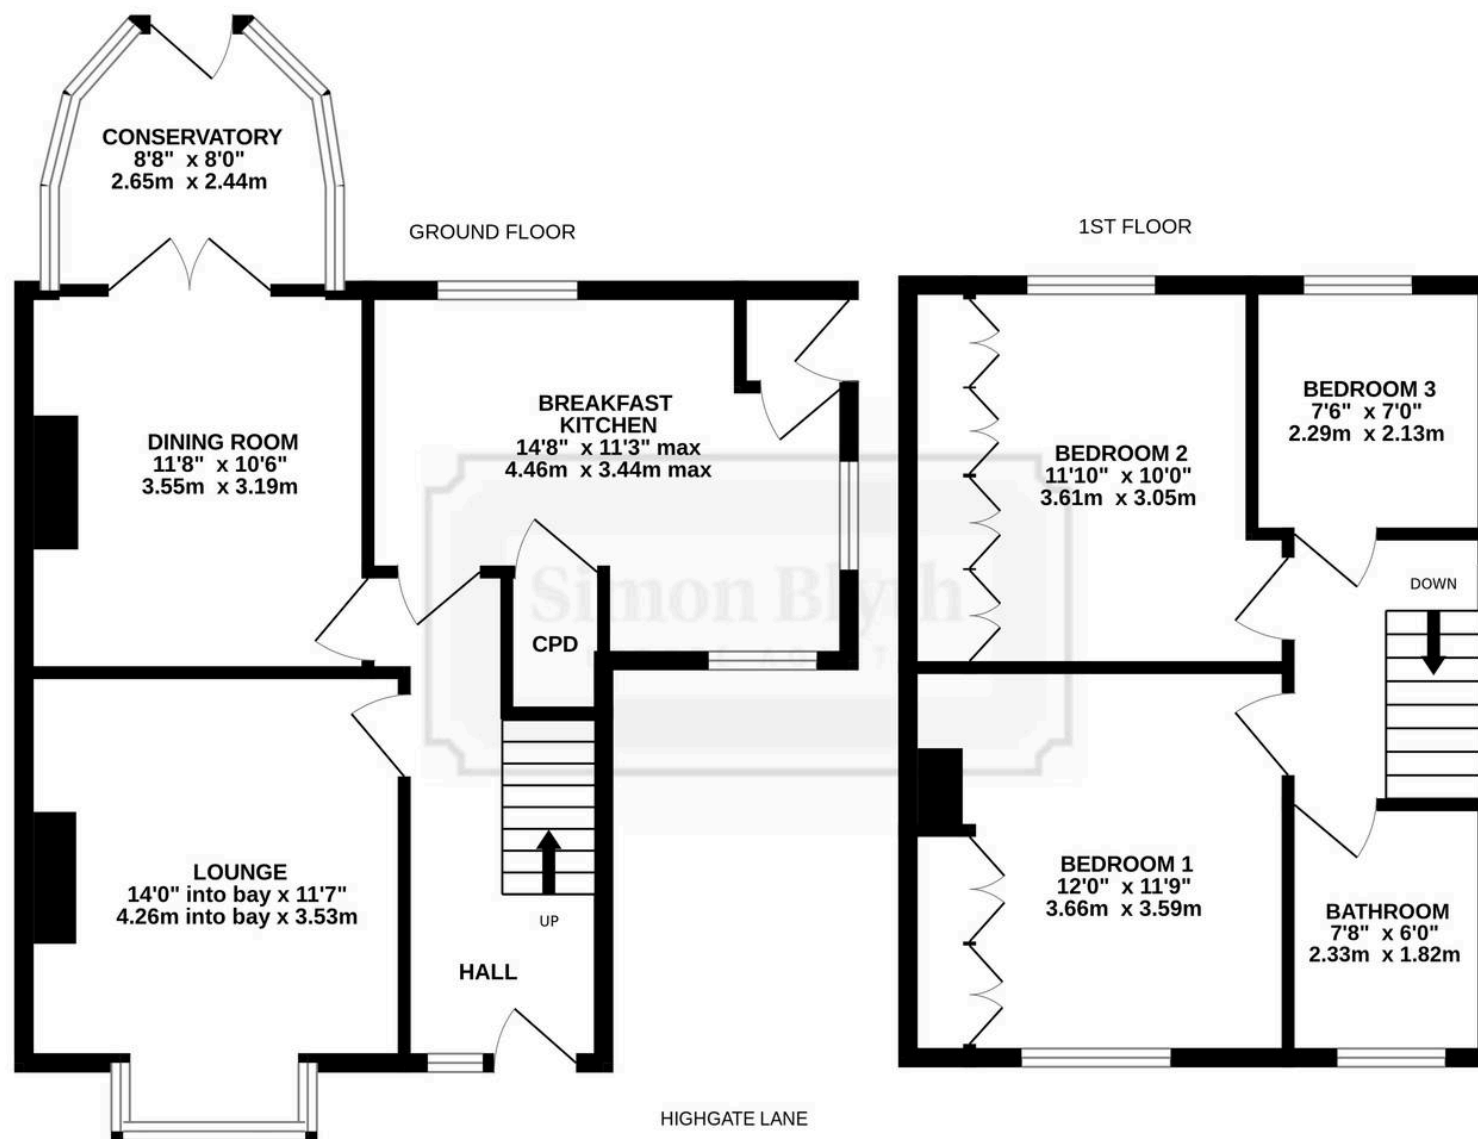 CONSERVATORY
8'8" x 8'0"
2.65m x 2.44m
GROUND FLOOR
1ST FLOOR
BREAKFAST
KITCHEN
14'8" x 11'3" max
4.46m x 3.44m max
DINING ROOM
11'8" x 10'6"
3.55m x 3.19m
BEDROOM 3
7'6" x 7'0"
2.29m x 2.13m
BEDROOM 2
11'10" x 10'0"
3.61m x 3.05m
Simon Blyth
DOWN
CPD
LOUNGE
14'0" into bay x 11'7"
4.26m into bay x 3.53m
BEDROOM 1
12'0" x 11'9"
3.66m x 3.59m
BATHROOM
7'8" x 6'0"
2.33m x 1.82m
UP
HALL
HIGHGATE LANE